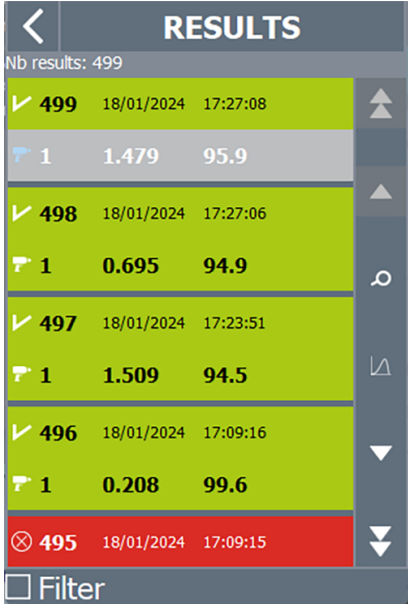 RESULTS
Nb results: 499
499 18/01/2024 17:27:08
1 1.479 95.9
498 18/01/2024 17:27:06
1 0.695 94.9
497 18/01/2024 17:23:51
1 1.509 94.5
496 18/01/2024 17:09:16
1 0.208 99.6
495 18/01/2024 17:09:15
Filter